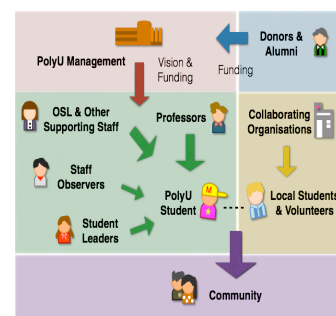 Donors &
Alumni
PolyU Management
Vision &
Funding
Funding
OSL & Other
Supporting Staff
Professors
Collaborating
Organisations
Staff
Observers
PolyU
Student
M
Local Students
& Volunteers
Student
Leaders
Community